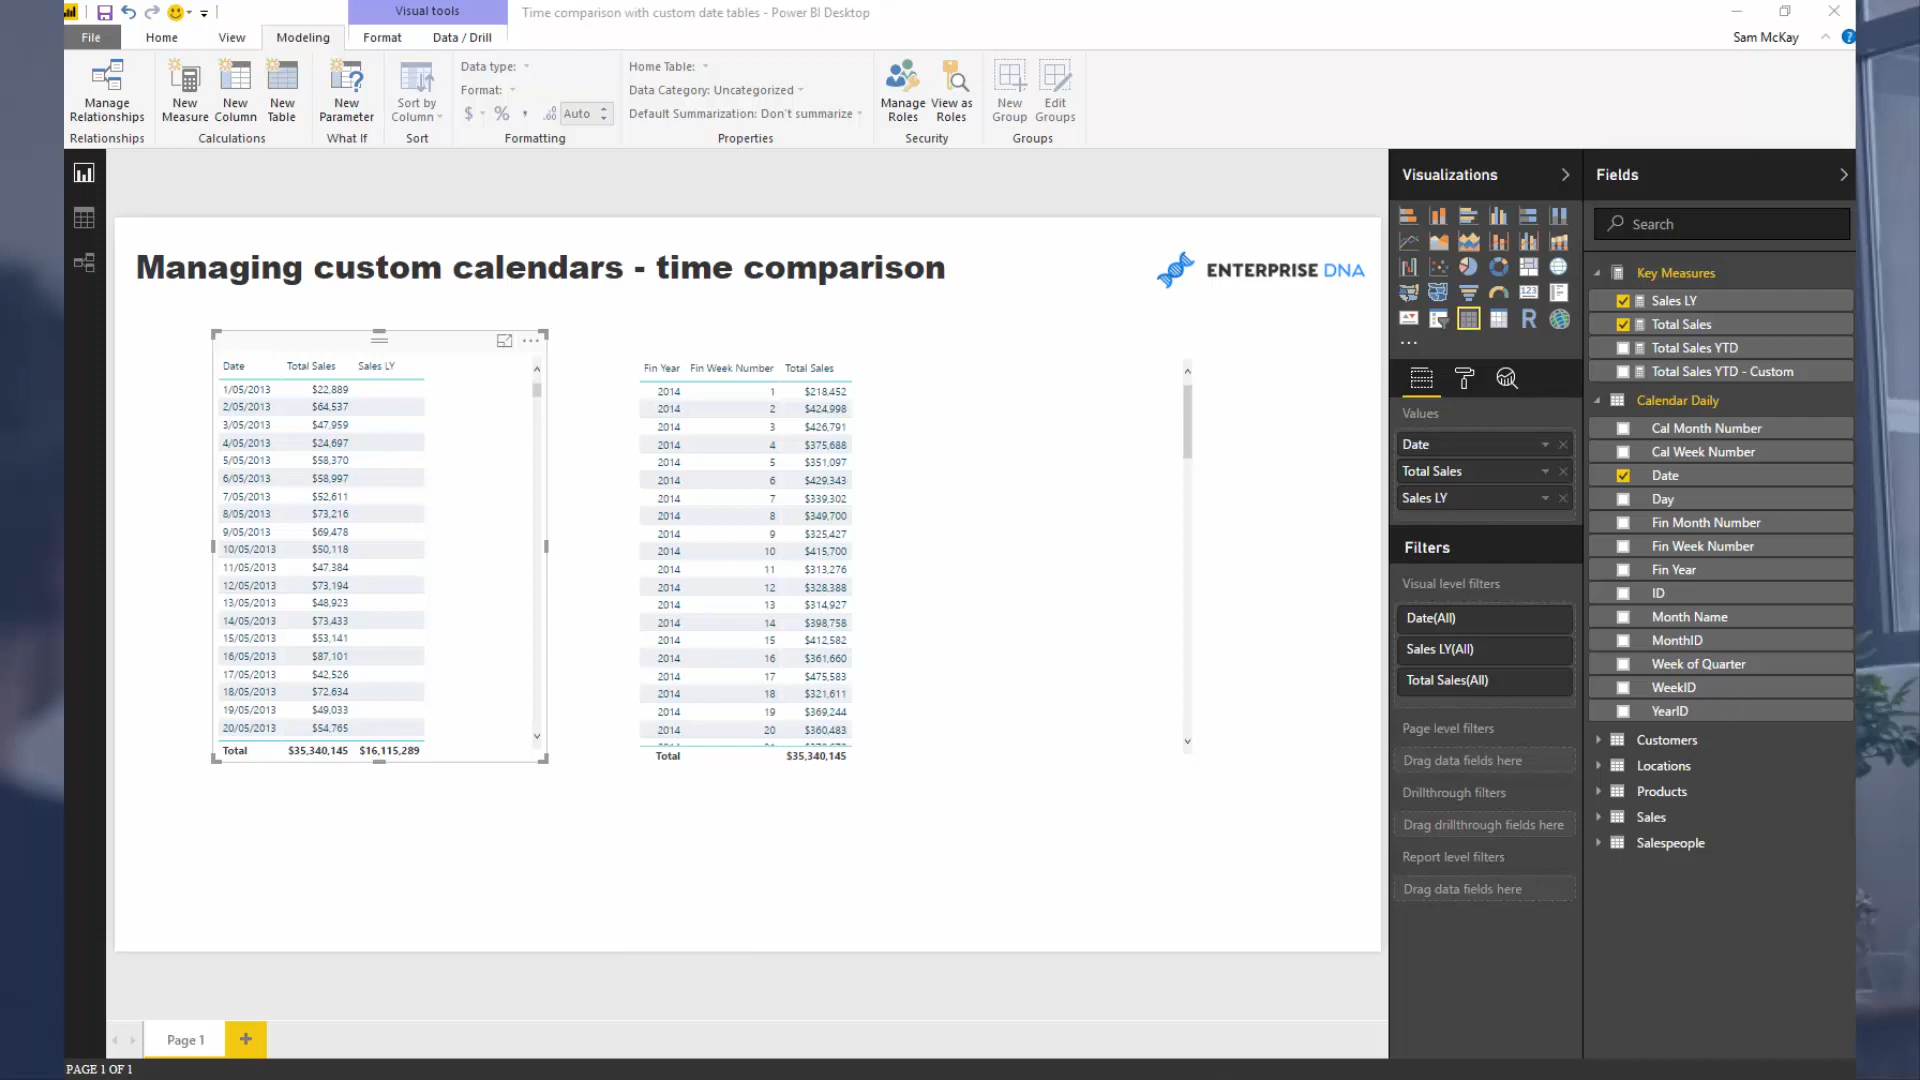 Visual tools
Time comparison with custom date tables - Power BI Desktop
File
Home
View
Modeling
Format
Data / Drill
Sam McKay
Manage Relationships
New Measure
New Column
New Table
New Parameter
Sort by Column
Data type:
Format:
$ % , .00 Auto
Home Table:
Data Category: Uncategorized
Default Summarization: Don't summarize
Manage Roles
View as Roles
New Group
Edit Groups
Relationships
Calculations
What If
Sort
Formatting
Properties
Security
Groups
Managing custom calendars - time comparison
ENTERPRISE DNA
Date Total Sales Sales LY
1/05/2013 $22,889
2/05/2013 $64,537
3/05/2013 $47,959
4/05/2013 $24,697
5/05/2013 $58,370
6/05/2013 $58,997
7/05/2013 $52,611
8/05/2013 $73,216
9/05/2013 $69,478
10/05/2013 $50,118
11/05/2013 $47,384
12/05/2013 $73,194
13/05/2013 $48,923
14/05/2013 $73,433
15/05/2013 $53,141
16/05/2013 $87,101
17/05/2013 $42,526
18/05/2013 $72,634
19/05/2013 $49,033
20/05/2013 $54,765
Total $35,340,145 $16,115,289
Fin Year Fin Week Number Total Sales
2014 1 $218,452
2014 2 $424,998
2014 3 $426,791
2014 4 $375,688
2014 5 $351,097
2014 6 $429,343
2014 7 $339,302
2014 8 $349,700
2014 9 $325,427
2014 10 $415,700
2014 11 $313,276
2014 12 $328,388
2014 13 $314,927
2014 14 $398,758
2014 15 $412,582
2014 16 $361,660
2014 17 $475,583
2014 18 $321,611
2014 19 $369,244
2014 20 $360,483
Total $35,340,145
Visualizations
Values
Date
Total Sales
Sales LY
Filters
Visual level filters
Date(All)
Sales LY(All)
Total Sales(All)
Page level filters
Drag data fields here
Drillthrough filters
Drag drillthrough fields here
Report level filters
Drag data fields here
Fields
Search
Key Measures
Sales LY
Total Sales
Total Sales YTD
Total Sales YTD - Custom
Calendar Daily
Cal Month Number
Cal Week Number
Date
Day
Fin Month Number
Fin Week Number
Fin Year
ID
Month Name
MonthID
Week of Quarter
WeekID
YearID
Customers
Locations
Products
Sales
Salespeople
Page 1
PAGE 1 OF 1